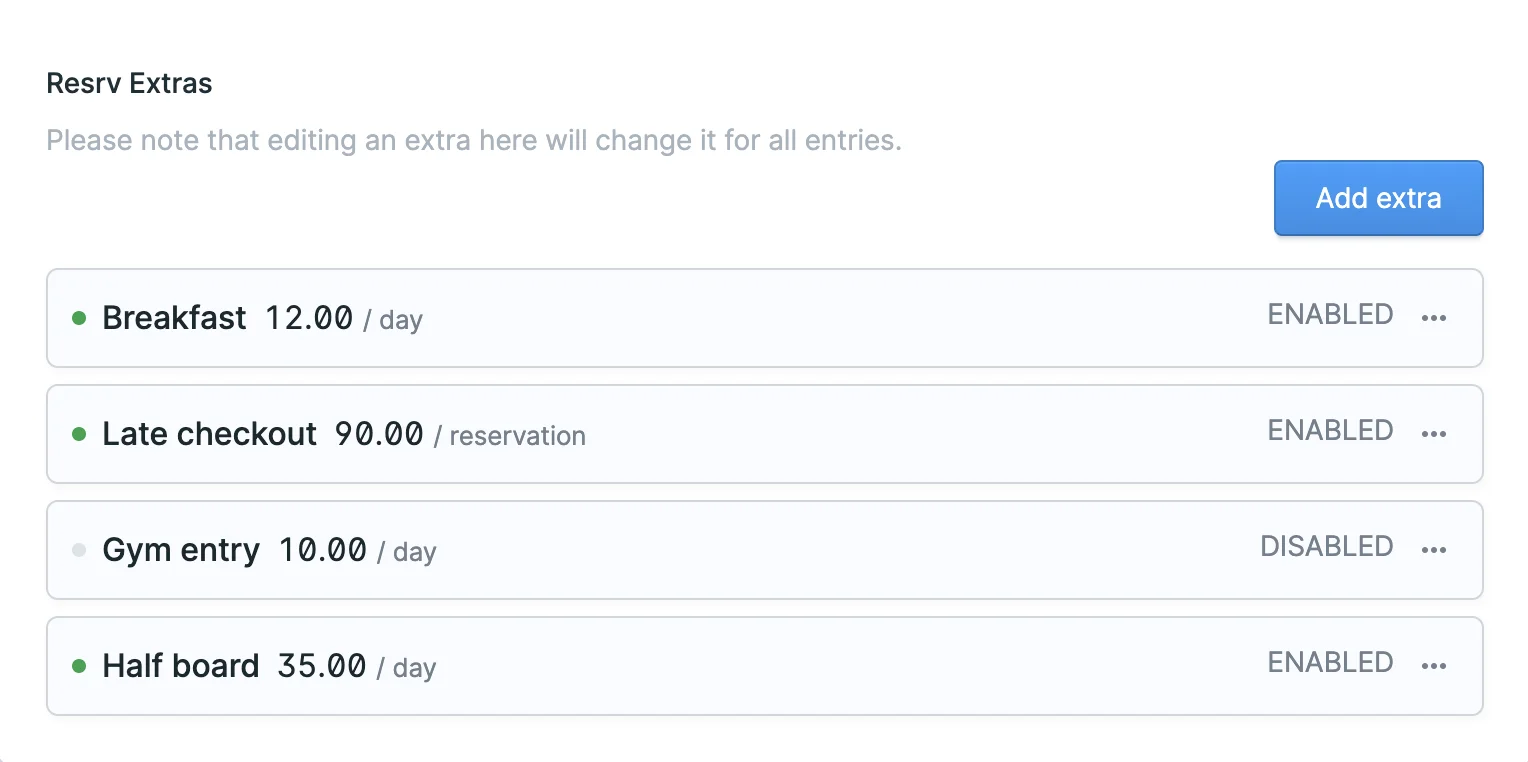 Resrv Extras
Please note that editing an extra here will change it for all entries.
Add extra
Breakfast 12.00 / day ENABLED
Late checkout 90.00 / reservation ENABLED
Gym entry 10.00 / day DISABLED
Half board 35.00 / day ENABLED